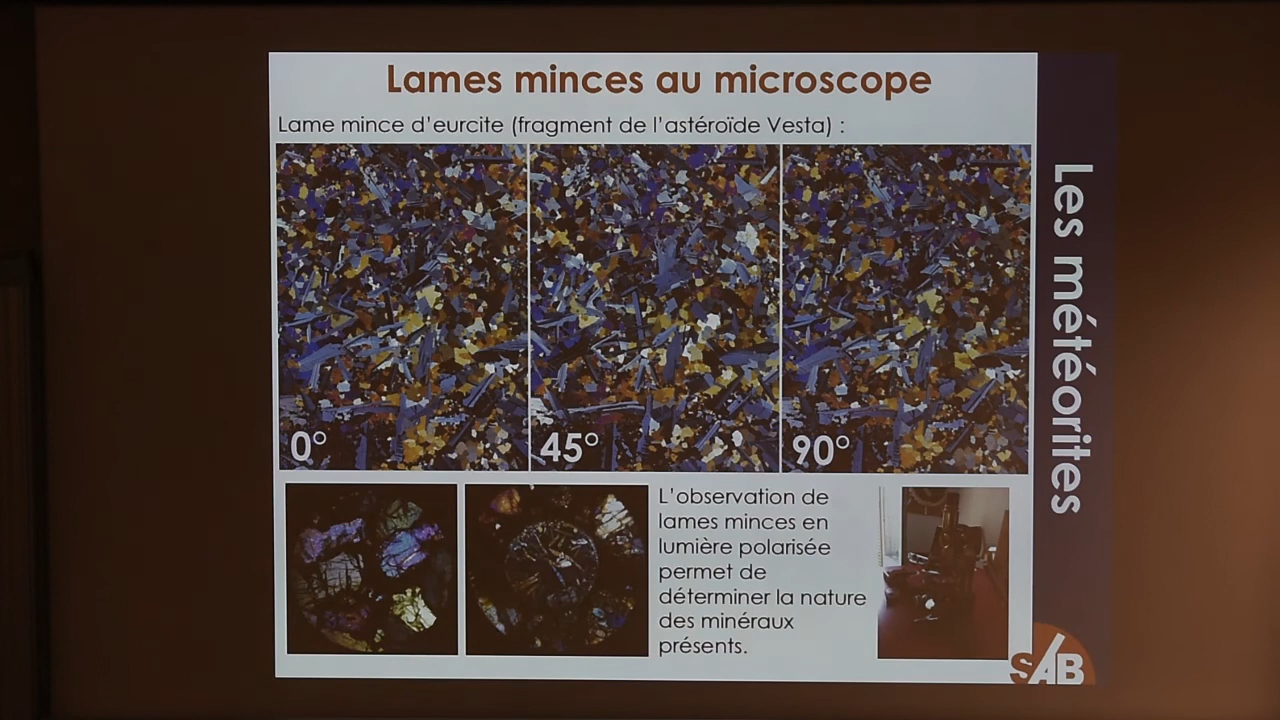 Lames minces au microscope
Lame mince d'eurcite (fragment de l'astéroïde Vesta) :
0°
45°
90°
L'observation de
lames minces en
lumière polarisée
permet de
déterminer la nature
des minéraux
présents.
Les météorites
SAB